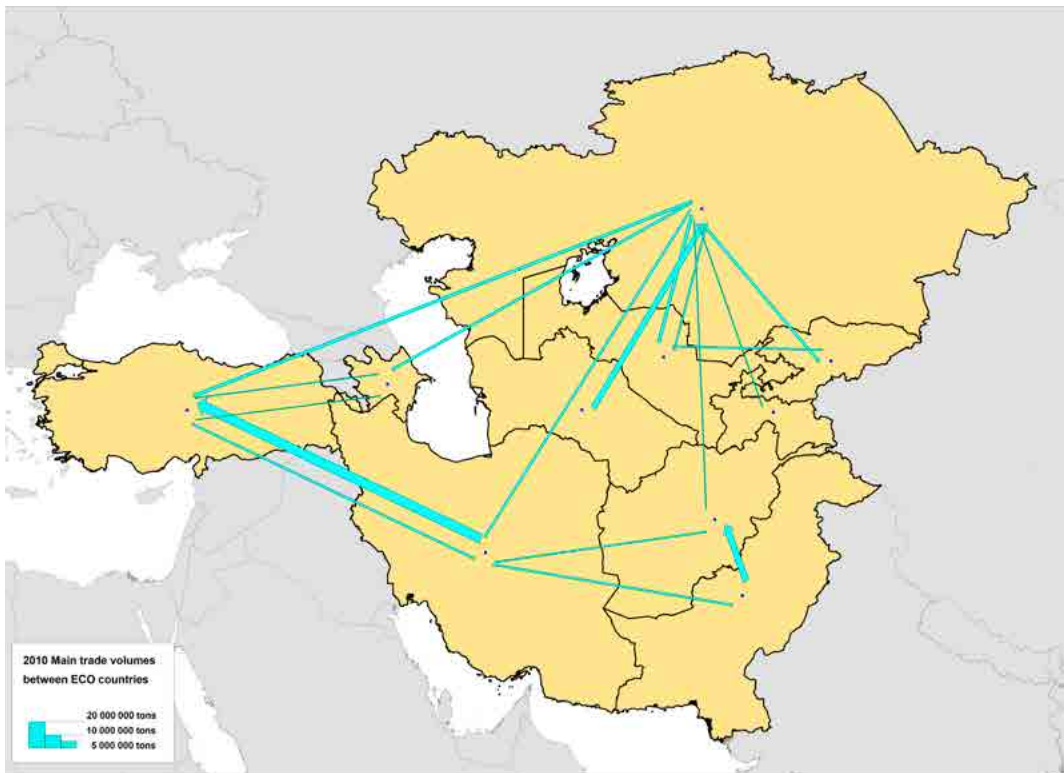 2010 Main trade volumes
between ECO countries
20 000 000 tons
10 000 000 tons
5 000 000 tons